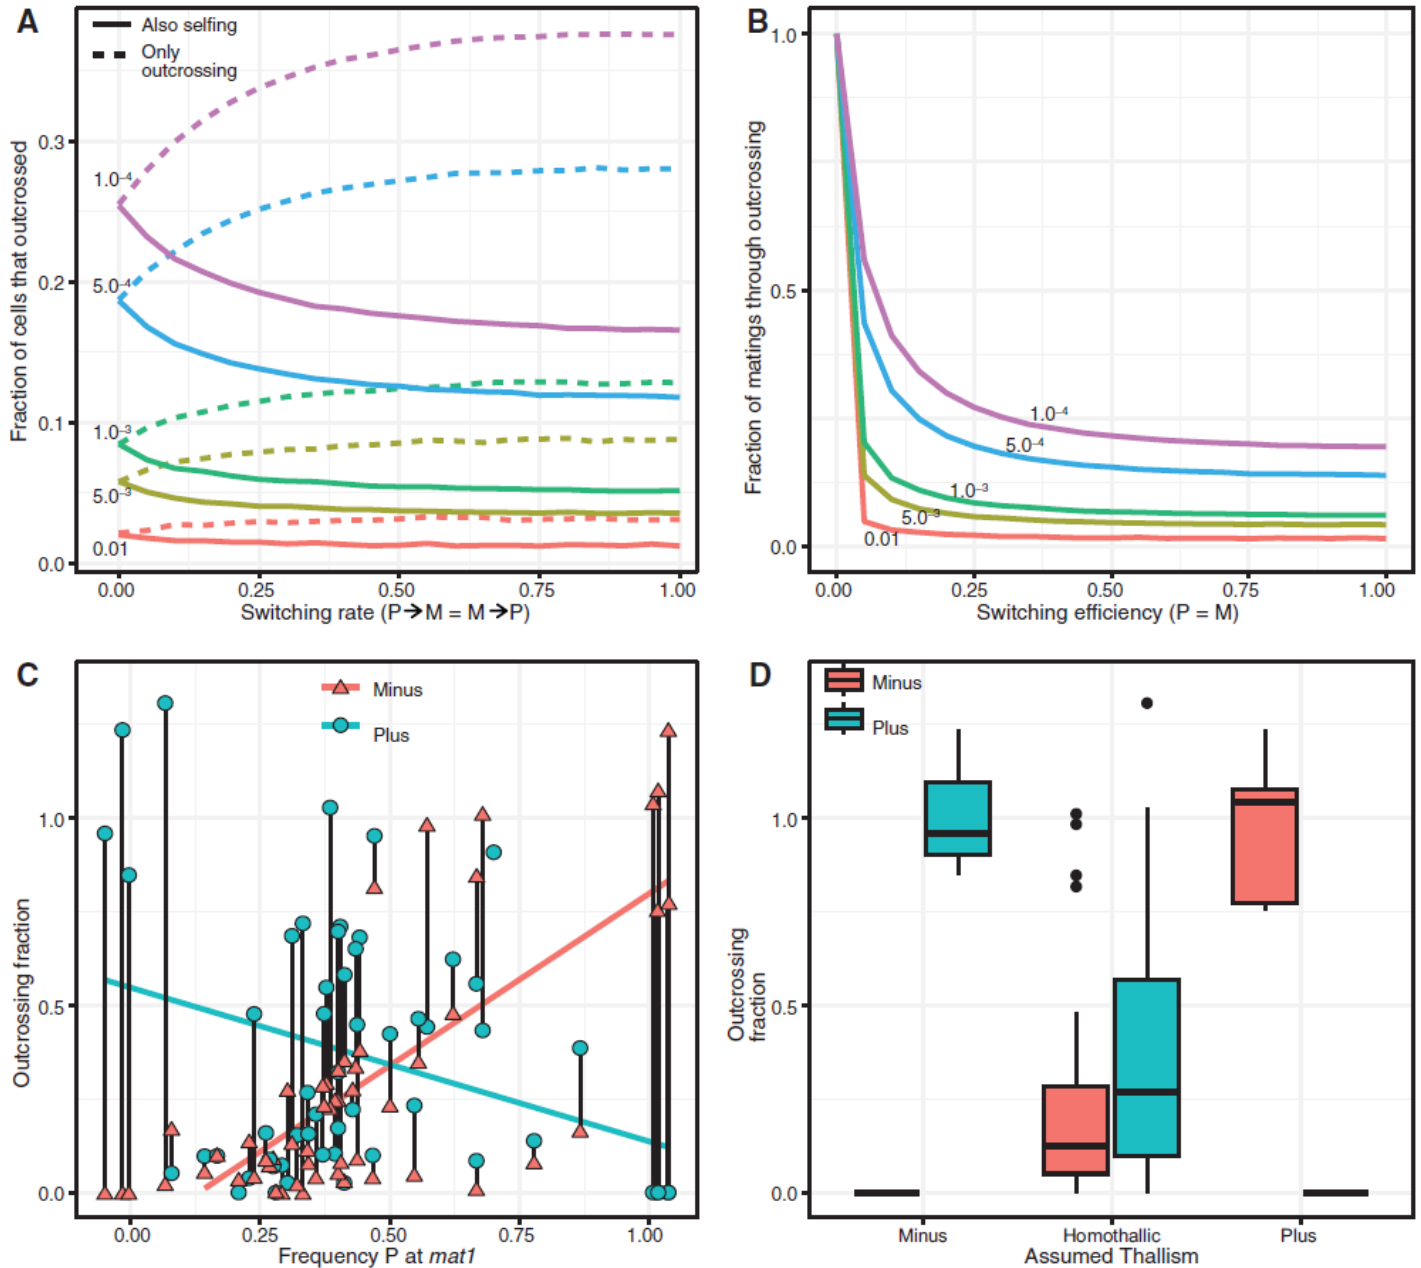 A
Also selfing
Only
outcrossing
Fraction of cells that outcrossed
0.3
0.2
0.1
0.0
1.0⁻⁴
5.0⁻⁴
1.0⁻³
5.0⁻³
0.01
0.00 0.25 0.50 0.75 1.00
Switching rate (P→M = M→P)
B
Fraction of matings through outcrossing
1.0
0.5
0.0
1.0⁻⁴
5.0⁻⁴
1.0⁻³
5.0⁻³
0.01
0.00 0.25 0.50 0.75 1.00
Switching efficiency (P = M)
C
Minus
Plus
Outcrossing fraction
1.0
0.5
0.0
0.00 0.25 0.50 0.75 1.00
Frequency P at mat1
D
Minus
Plus
Outcrossing
fraction
1.0
0.5
0.0
Minus Homothallic Plus
Assumed Thallism